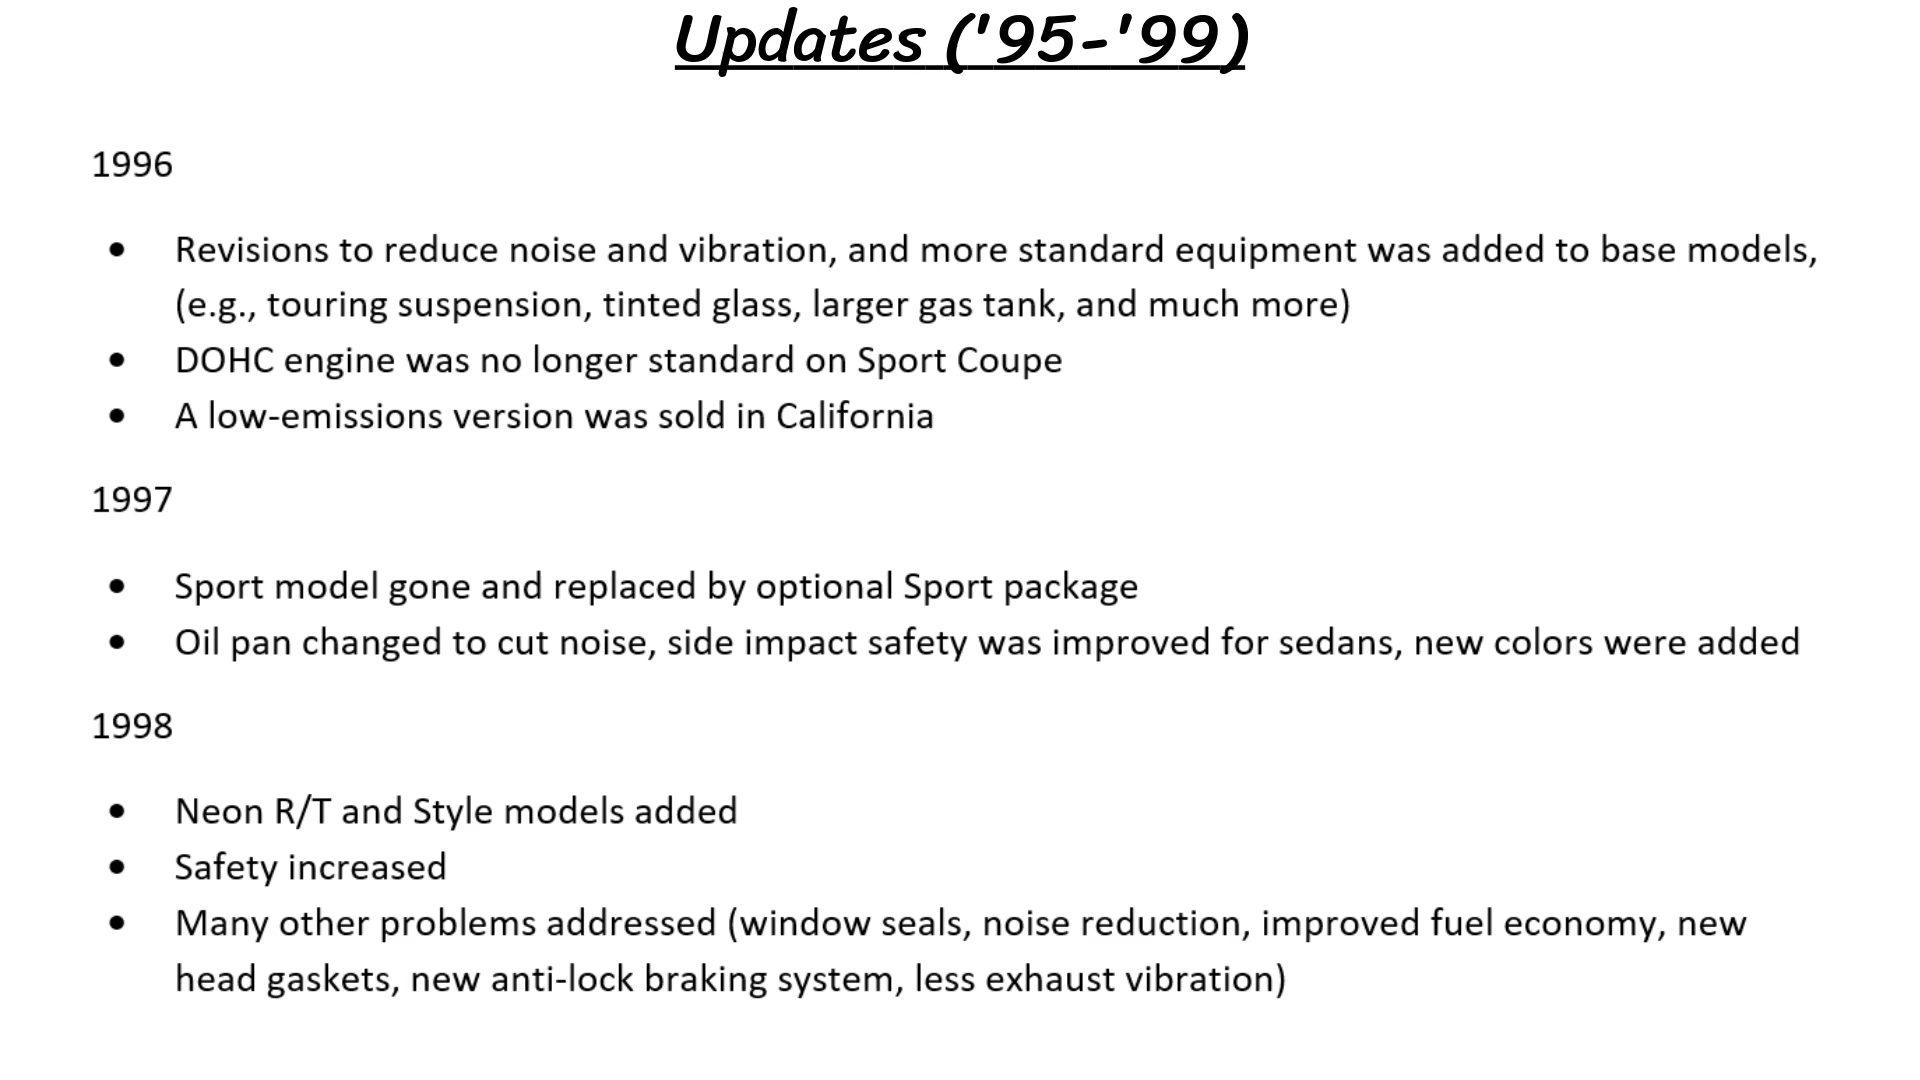 Updates ('95-'99)
1996
• Revisions to reduce noise and vibration, and more standard equipment was added to base models,
(e.g., touring suspension, tinted glass, larger gas tank, and much more)
• DOHC engine was no longer standard on Sport Coupe
• A low-emissions version was sold in California
1997
• Sport model gone and replaced by optional Sport package
• Oil pan changed to cut noise, side impact safety was improved for sedans, new colors were added
1998
• Neon R/T and Style models added
• Safety increased
• Many other problems addressed (window seals, noise reduction, improved fuel economy, new
head gaskets, new anti-lock braking system, less exhaust vibration)